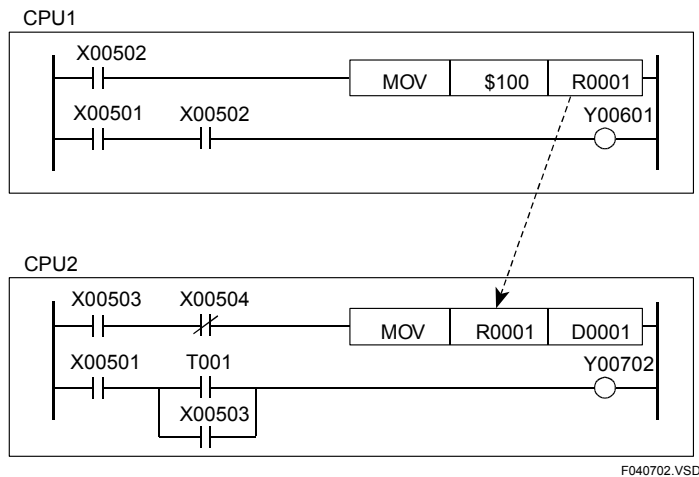 CPU1
X00502
MOV $100 R0001
X00501 X00502 Y00601
CPU2
X00503 X00504
MOV R0001 D0001
X00501 T001 Y00702
X00503
F040702.VSD